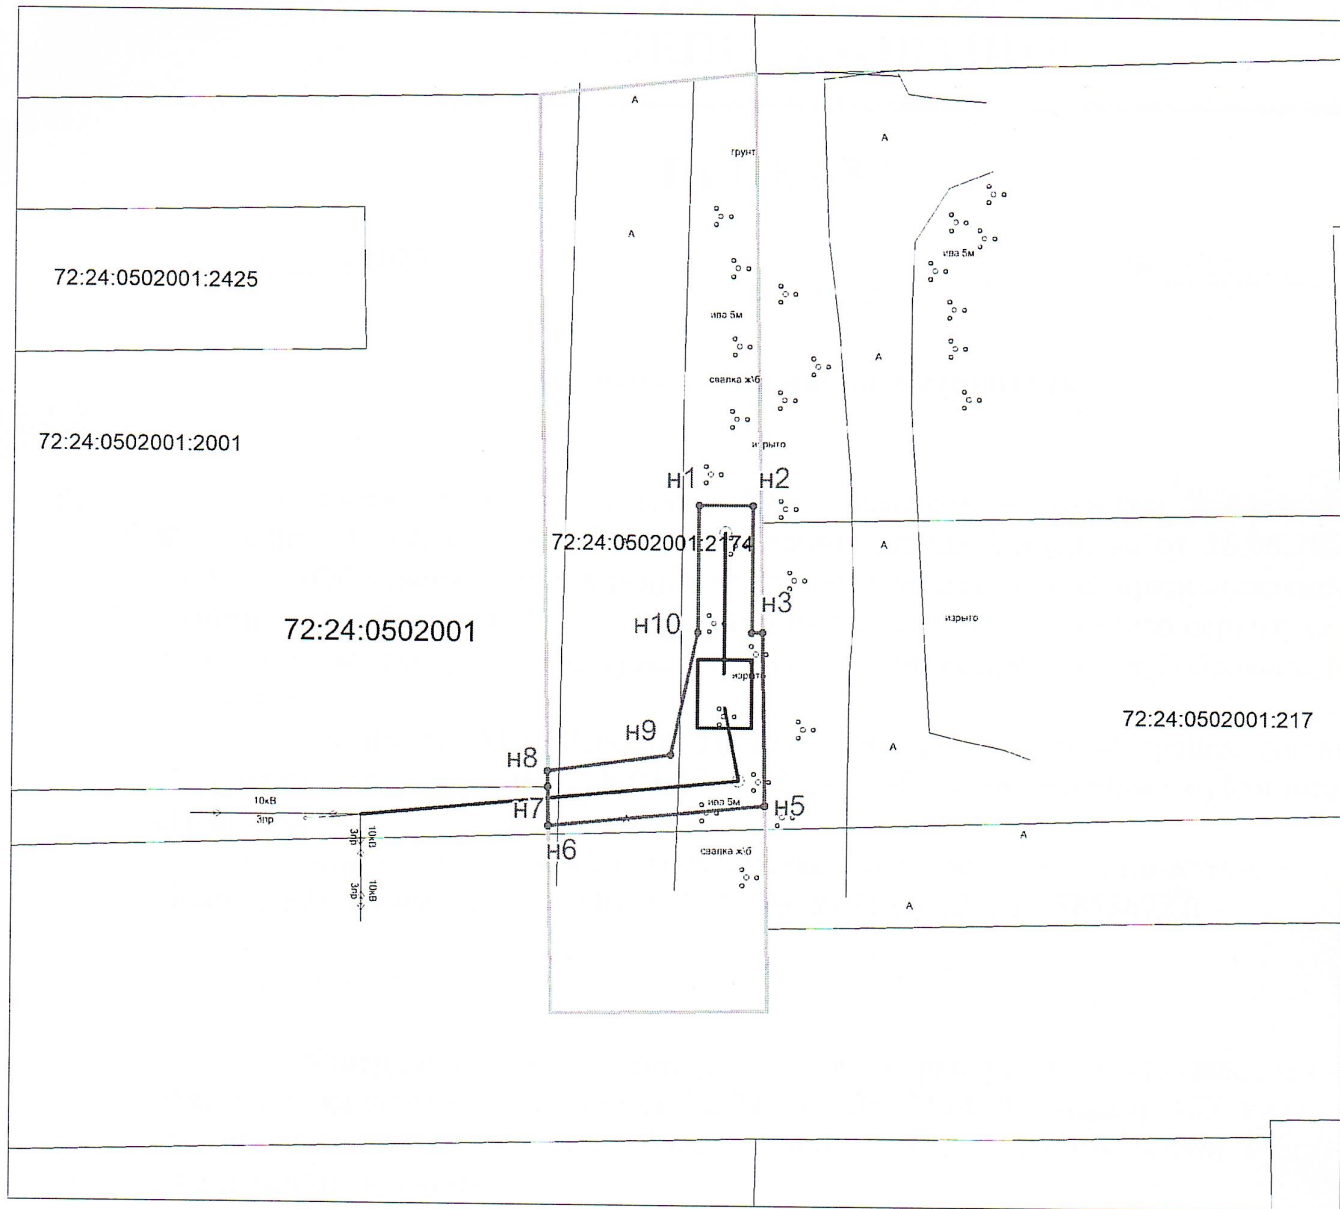 А
А
грунт
А
72:24:0502001:2425
ива 5м
ива 5м
А
свалка ж\б
72:24:0502001:2001
изрыто
н1
н2
72:24:0502001:2174
А
н3
н10
изрыто
72:24:0502001
изрыто
72:24:0502001:217
н9
А
н8
10кВ
3пр
н7
ива 5м
н5
А
А
10кВ
3пр
н6
свалка ж\б
10кВ
3пр
А